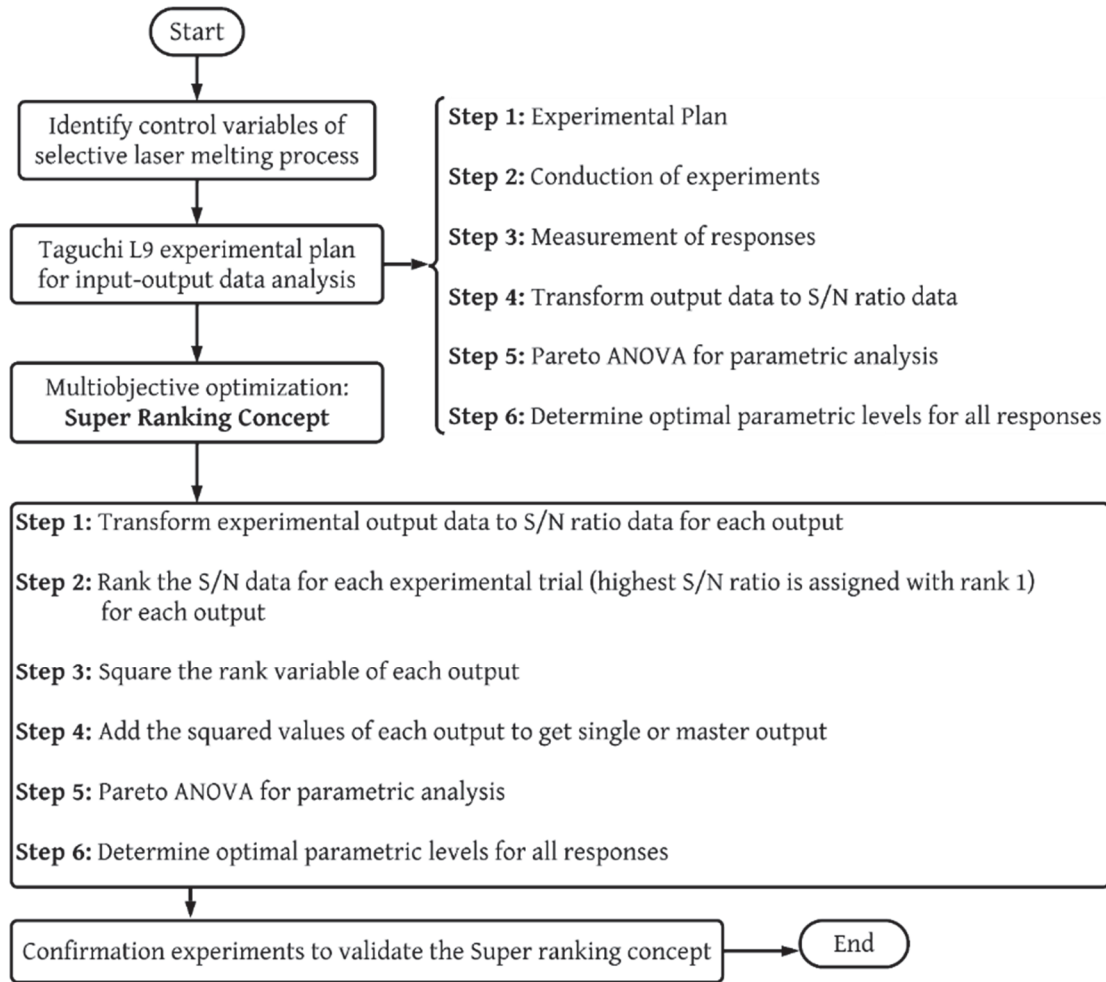 Start
Identify control variables of
selective laser melting process
Taguchi L9 experimental plan
for input-output data analysis
Step 1: Experimental Plan
Step 2: Conduction of experiments
Step 3: Measurement of responses
Step 4: Transform output data to S/N ratio data
Step 5: Pareto ANOVA for parametric analysis
Step 6: Determine optimal parametric levels for all responses
Multiobjective optimization:
Super Ranking Concept
Step 1: Transform experimental output data to S/N ratio data for each output
Step 2: Rank the S/N data for each experimental trial (highest S/N ratio is assigned with rank 1)
for each output
Step 3: Square the rank variable of each output
Step 4: Add the squared values of each output to get single or master output
Step 5: Pareto ANOVA for parametric analysis
Step 6: Determine optimal parametric levels for all responses
Confirmation experiments to validate the Super ranking concept
End